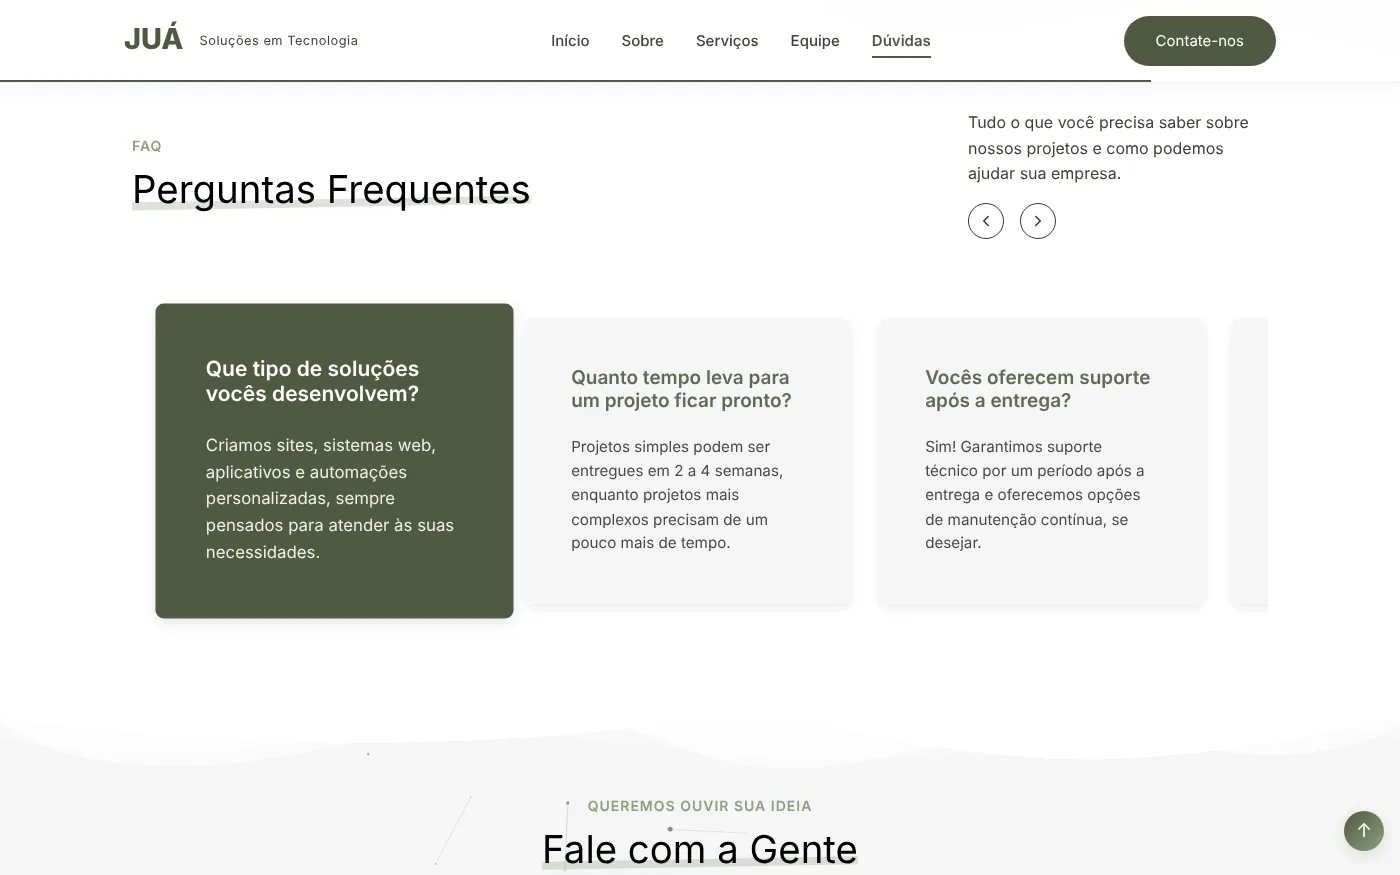 JUÁ
Soluções em Tecnologia
Início
Sobre
Serviços
Equipe
Dúvidas
Contate-nos
FAQ
Perguntas Frequentes
Tudo o que você precisa saber sobre
nossos projetos e como podemos
ajudar sua empresa.
Que tipo de soluções
vocês desenvolvem?
Criamos sites, sistemas web,
aplicativos e automações
personalizadas, sempre
pensados para atender às suas
necessidades.
Quanto tempo leva para
um projeto ficar pronto?
Projetos simples podem ser
entregues em 2 a 4 semanas,
enquanto projetos mais
complexos precisam de um
pouco mais de tempo.
Vocês oferecem suporte
após a entrega?
Sim! Garantimos suporte
técnico por um período após a
entrega e oferecemos opções
de manutenção contínua, se
desejar.
QUEREMOS OUVIR SUA IDEIA
Fale com a Gente